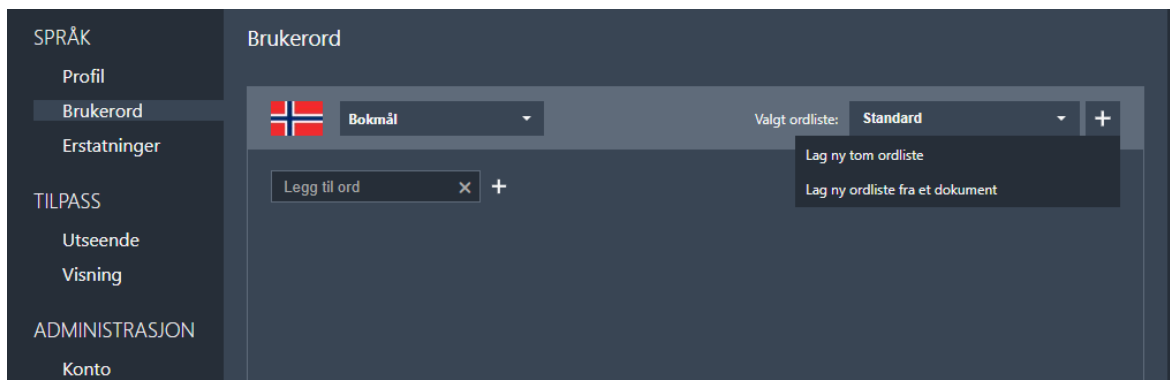 SPRÅK
Profil
Brukerord
Erstatninger
TILPASS
Utseende
Visning
ADMINISTRASJON
Konto
Brukerord
Bokmål
Valgt ordliste: Standard
Lag ny tom ordliste
Lag ny ordliste fra et dokument
Legg til ord